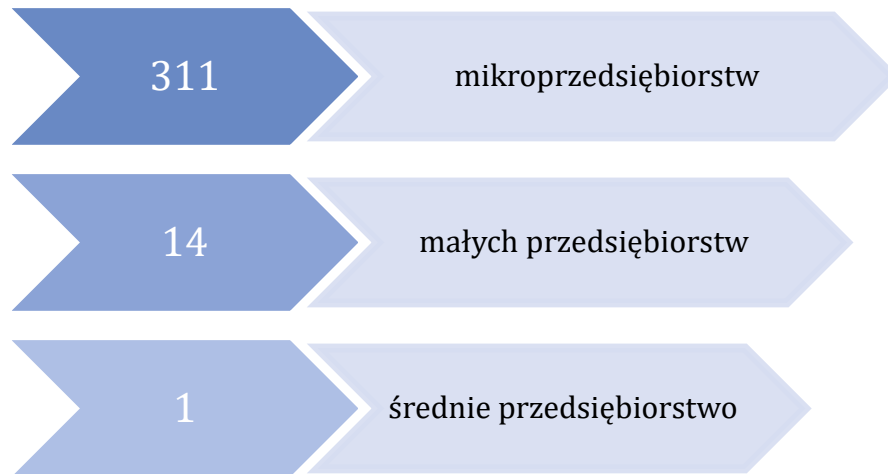 311 mikroprzedsiębiorstw
14 małych przedsiębiorstw
1 średnie przedsiębiorstwo